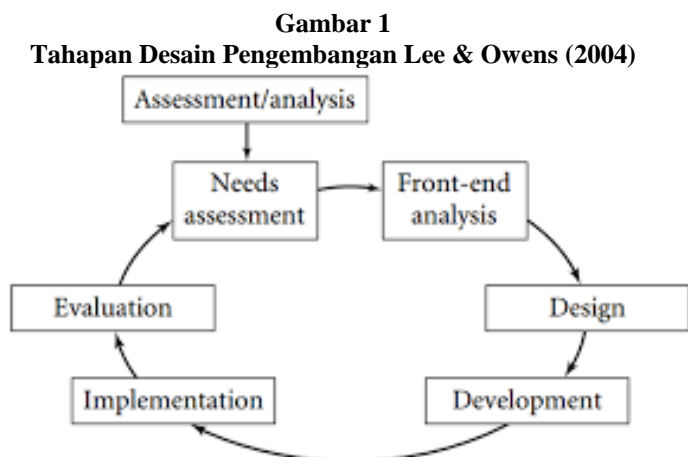 Gambar 1
Tahapan Desain Pengembangan Lee & Owens (2004)
Assessment/analysis
Needs
assessment
Front-end
analysis
Evaluation
Design
Implementation
Development